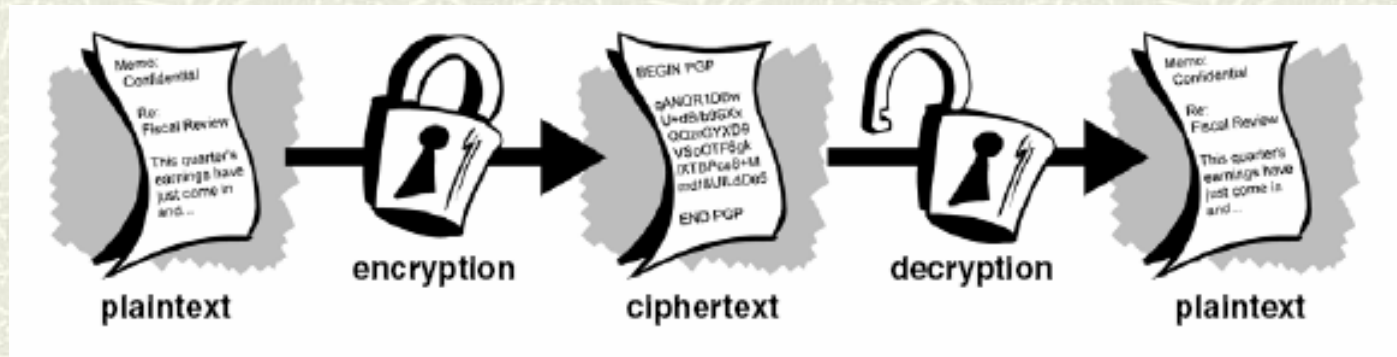 Memo:
Confidential
Re:
Fiscal Review
This quarter's
earnings have
just come in
and...
plaintext
encryption
BEGIN PGP
END PGP
ciphertext
decryption
Memo:
Confidential
Re:
Fiscal Review
This quarter's
earnings have
just come in
and...
plaintext